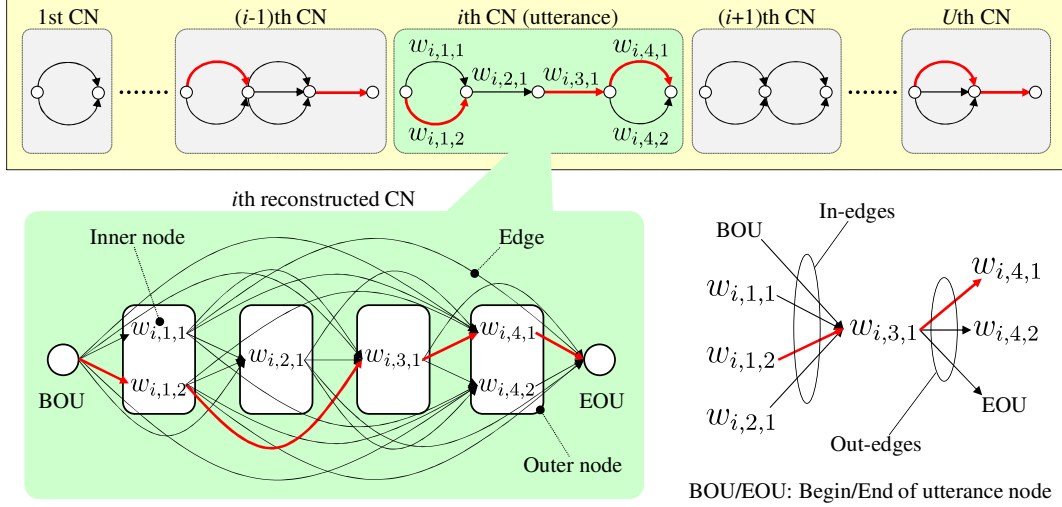 1st CN
(i-1)th CN
ith CN (utterance)
(i+1)th CN
Uth CN
w_{i,1,1}
w_{i,2,1}
w_{i,3,1}
w_{i,4,1}
w_{i,1,2}
w_{i,4,2}
ith reconstructed CN
Inner node
Edge
w_{i,1,1}
w_{i,4,1}
w_{i,2,1}
w_{i,3,1}
w_{i,1,2}
w_{i,4,2}
BOU
EOU
Outer node
In-edges
BOU
w_{i,1,1}
w_{i,1,2}
w_{i,2,1}
w_{i,3,1}
w_{i,4,1}
w_{i,4,2}
EOU
Out-edges
BOU/EOU: Begin/End of utterance node